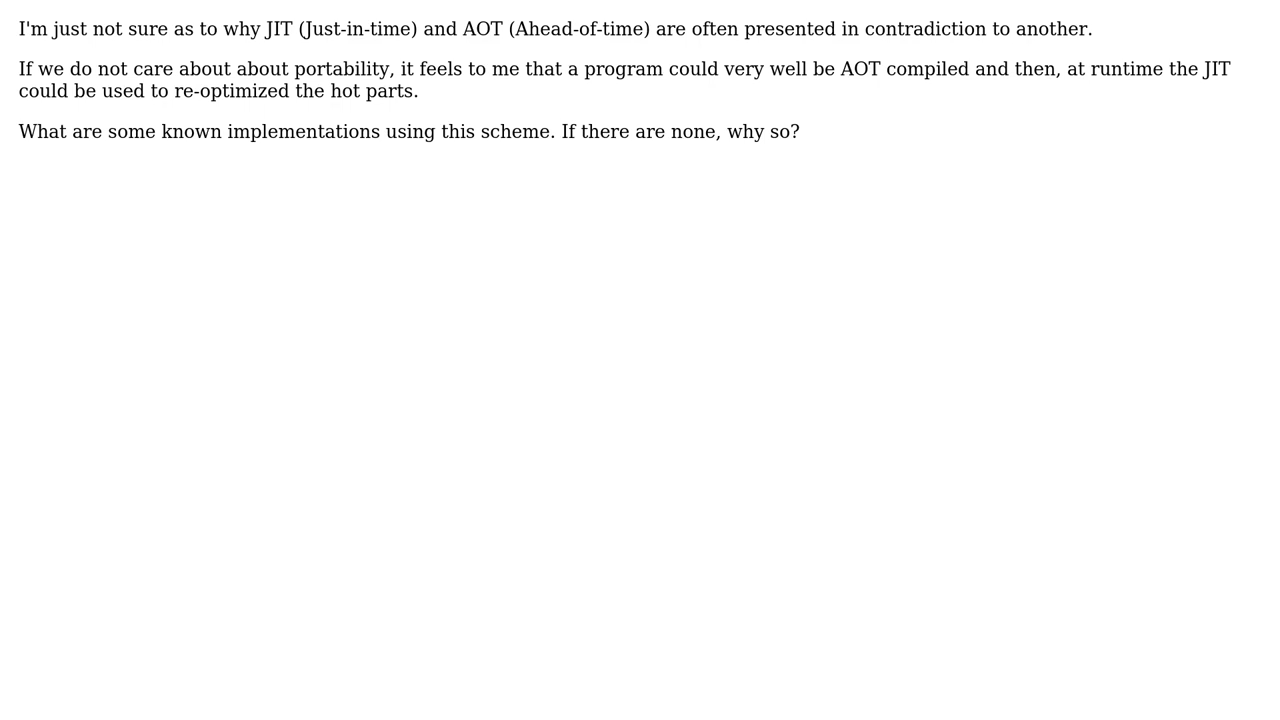 I'm just not sure as to why JIT (Just-in-time) and AOT (Ahead-of-time) are often presented in contradiction to another.
If we do not care about about portability, it feels to me that a program could very well be AOT compiled and then, at runtime the JIT
could be used to re-optimized the hot parts.
What are some known implementations using this scheme. If there are none, why so?